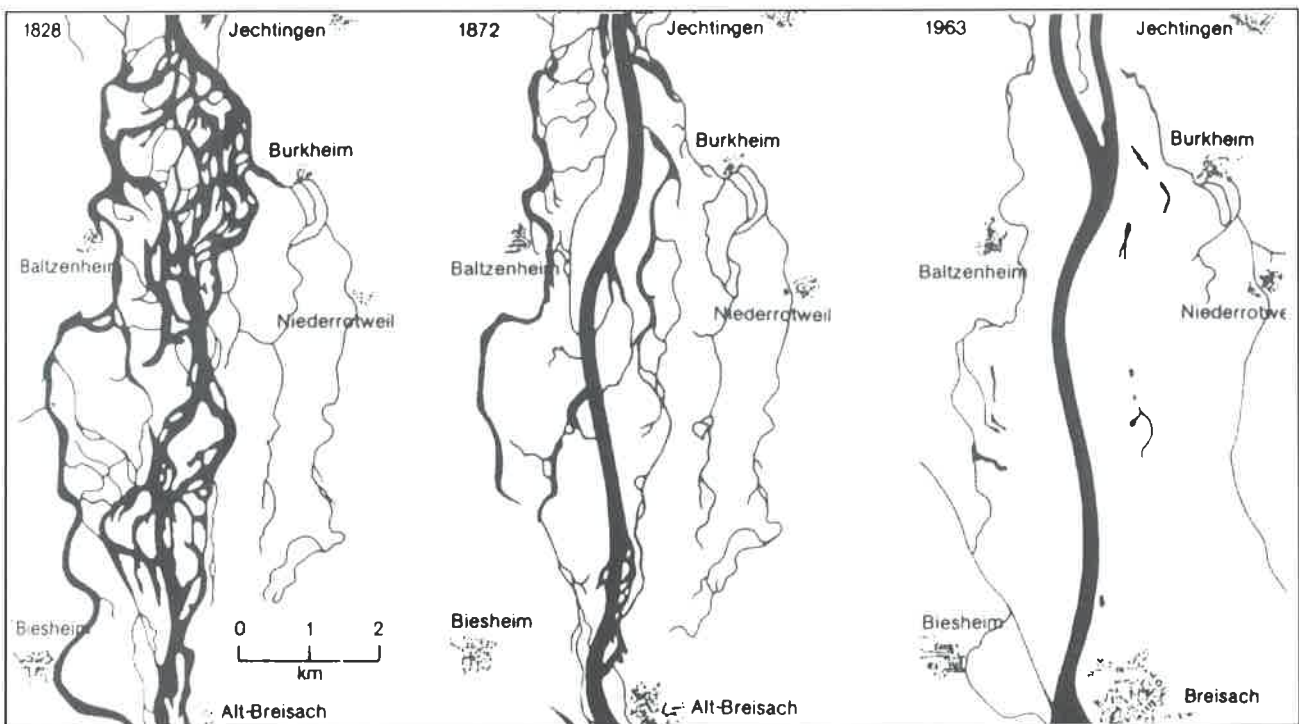 1828
Jechtingen
Burkheim
Baltzenheim
Niederrotweil
Biesheim
0 1 2
km
Alt-Breisach
1872
Jechtingen
Burkheim
Baltzenheim
Niederrotweil
Biesheim
Alt-Breisach
1963
Jechtingen
Burkheim
Baltzenheim
Niederrotwe
Biesheim
Breisach